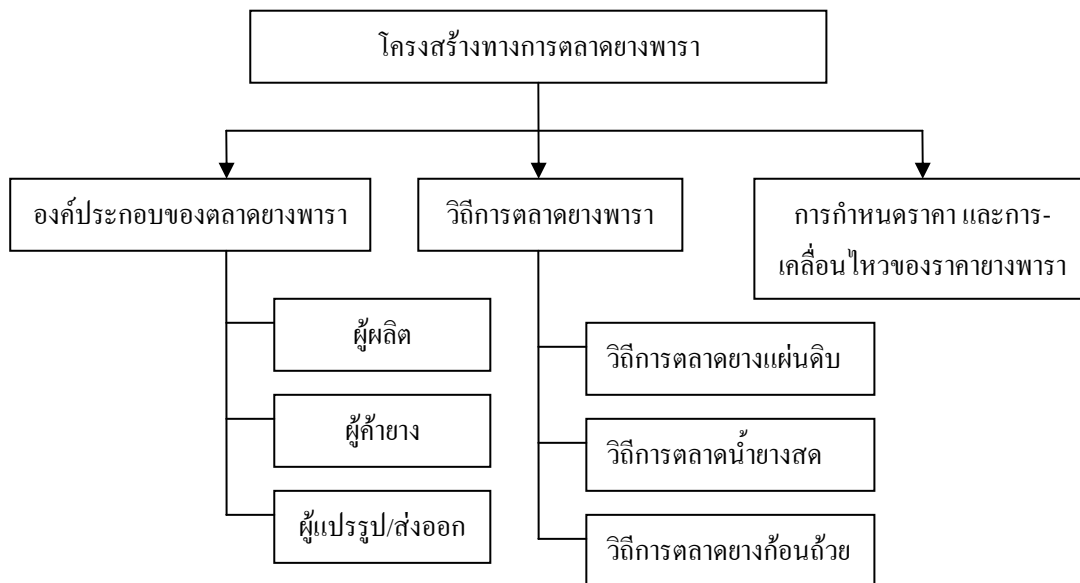 โครงสร้างทางการตลาดยางพารา
องค์ประกอบของตลาดยางพารา
วิถีการตลาดยางพารา
การกำหนดราคา และการ-
เคลื่อนไหวของราคายางพารา
ผู้ผลิต
ผู้ค้ายาง
ผู้แปรรูป/ส่งออก
วิถีการตลาดยางแผ่นดิบ
วิถีการตลาดน้ำยางสด
วิถีการตลาดยางก้อนถ้วย